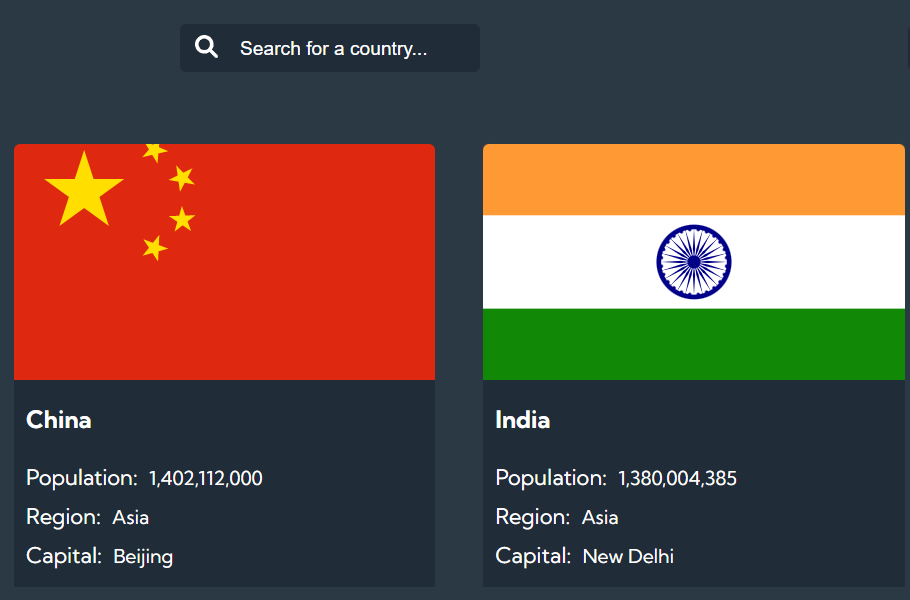 Search for a country...
China
Population: 1,402,112,000
Region: Asia
Capital: Beijing
India
Population: 1,380,004,385
Region: Asia
Capital: New Delhi